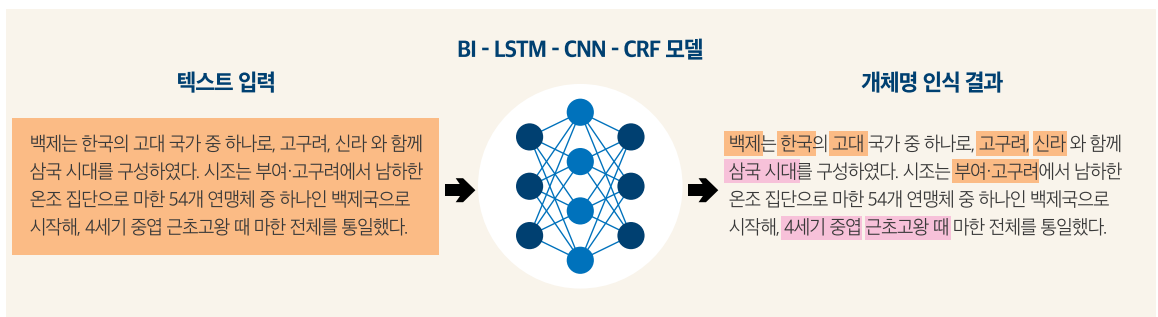 BI - LSTM - CNN - CRF 모델
텍스트 입력
백제는 한국의 고대 국가 중 하나로, 고구려, 신라 와 함께
삼국 시대를 구성하였다. 시조는 부여·고구려에서 남하한
온조 집단으로 마한 54개 연맹체 중 하나인 백제국으로
시작해, 4세기 중엽 근초고왕 때 마한 전체를 통일했다.
개체명 인식 결과
백제는 한국의 고대 국가 중 하나로, 고구려, 신라 와 함께
삼국 시대를 구성하였다. 시조는 부여·고구려에서 남하한
온조 집단으로 마한 54개 연맹체 중 하나인 백제국으로
시작해, 4세기 중엽 근초고왕 때 마한 전체를 통일했다.